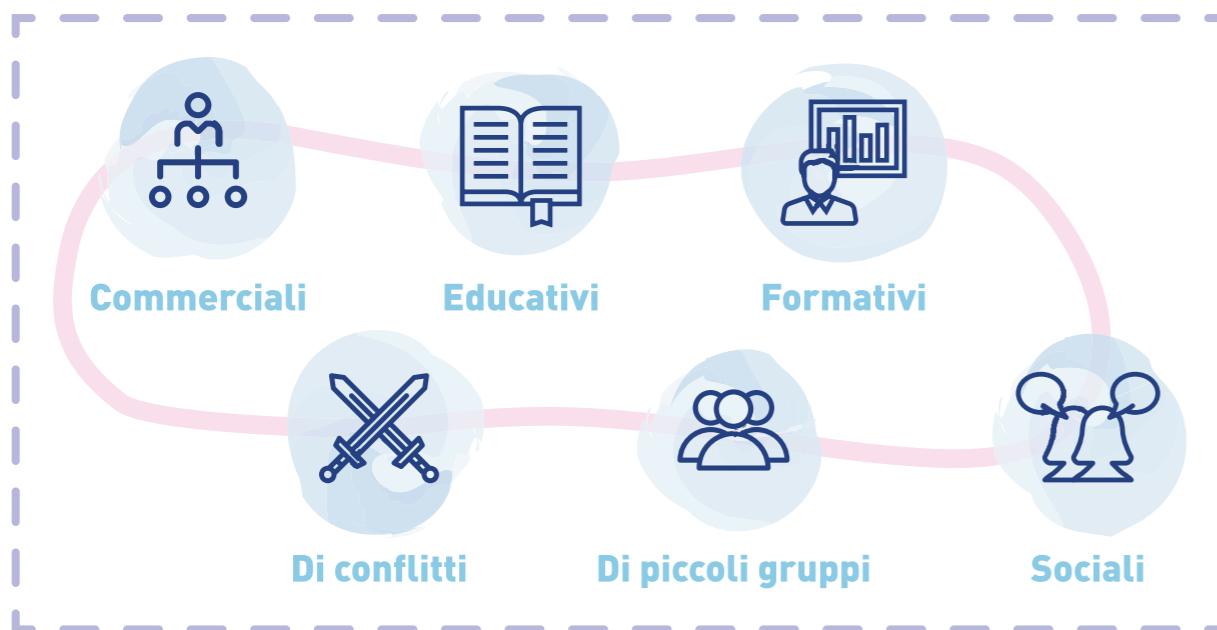 Commerciali
Educativi
Formativi
Di conflitti
Di piccoli gruppi
Sociali